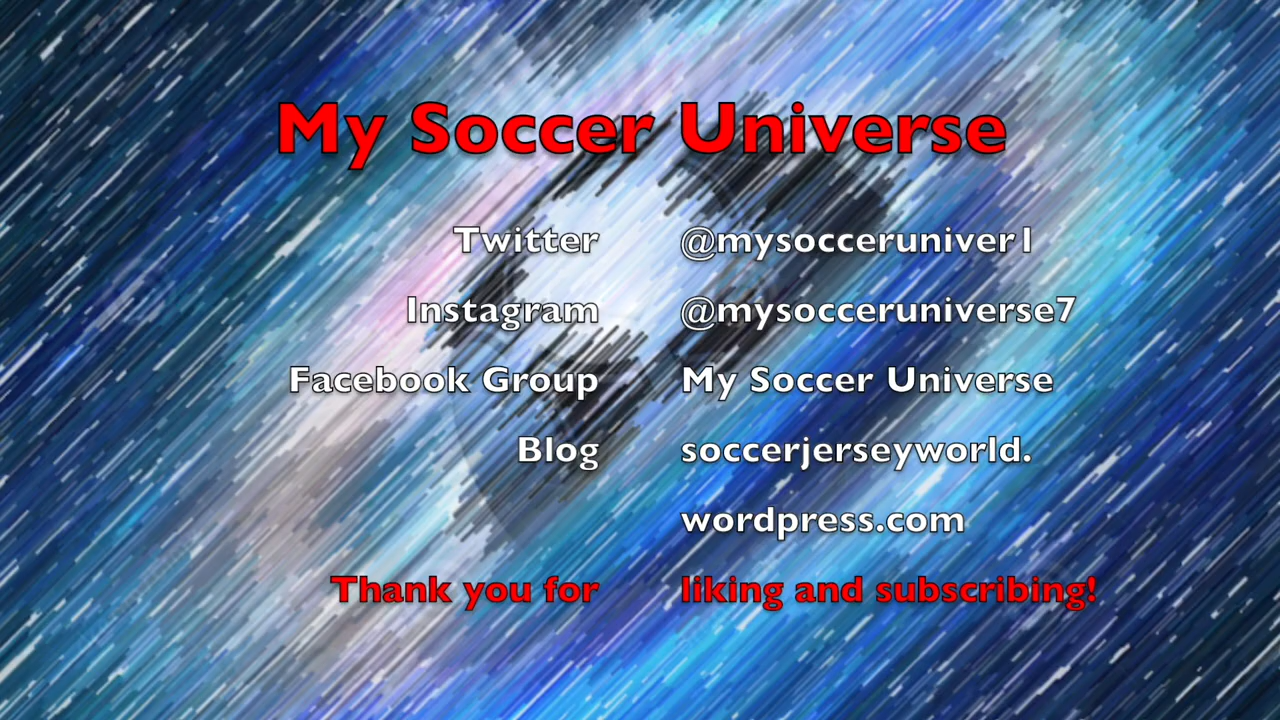 My Soccer Universe
Twitter @mysocceruniver1
Instagram @mysocceruniverse7
Facebook Group My Soccer Universe
Blog soccerjerseyworld.
wordpress.com
Thank you for liking and subscribing!